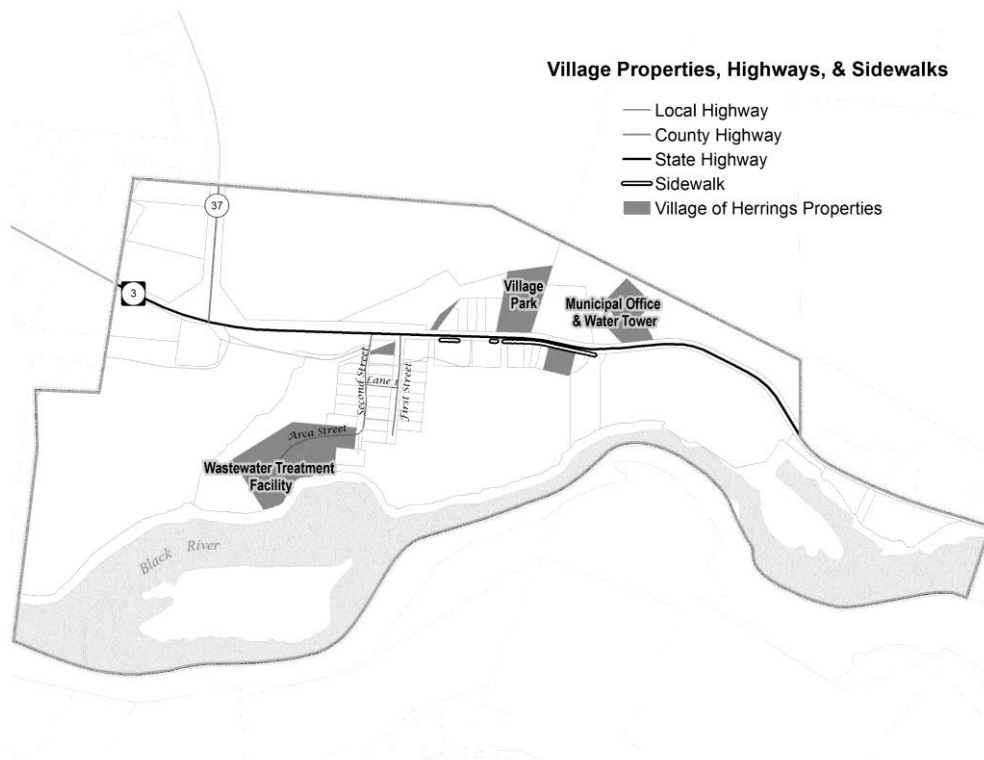 Village Properties, Highways, & Sidewalks
Local Highway
County Highway
State Highway
Sidewalk
Village of Herrings Properties
37
3
Village
Park
Municipal Office
& Water Tower
Second Street
Lane 1
First Street
Arca Street
Wastewater Treatment
Facility
Black River